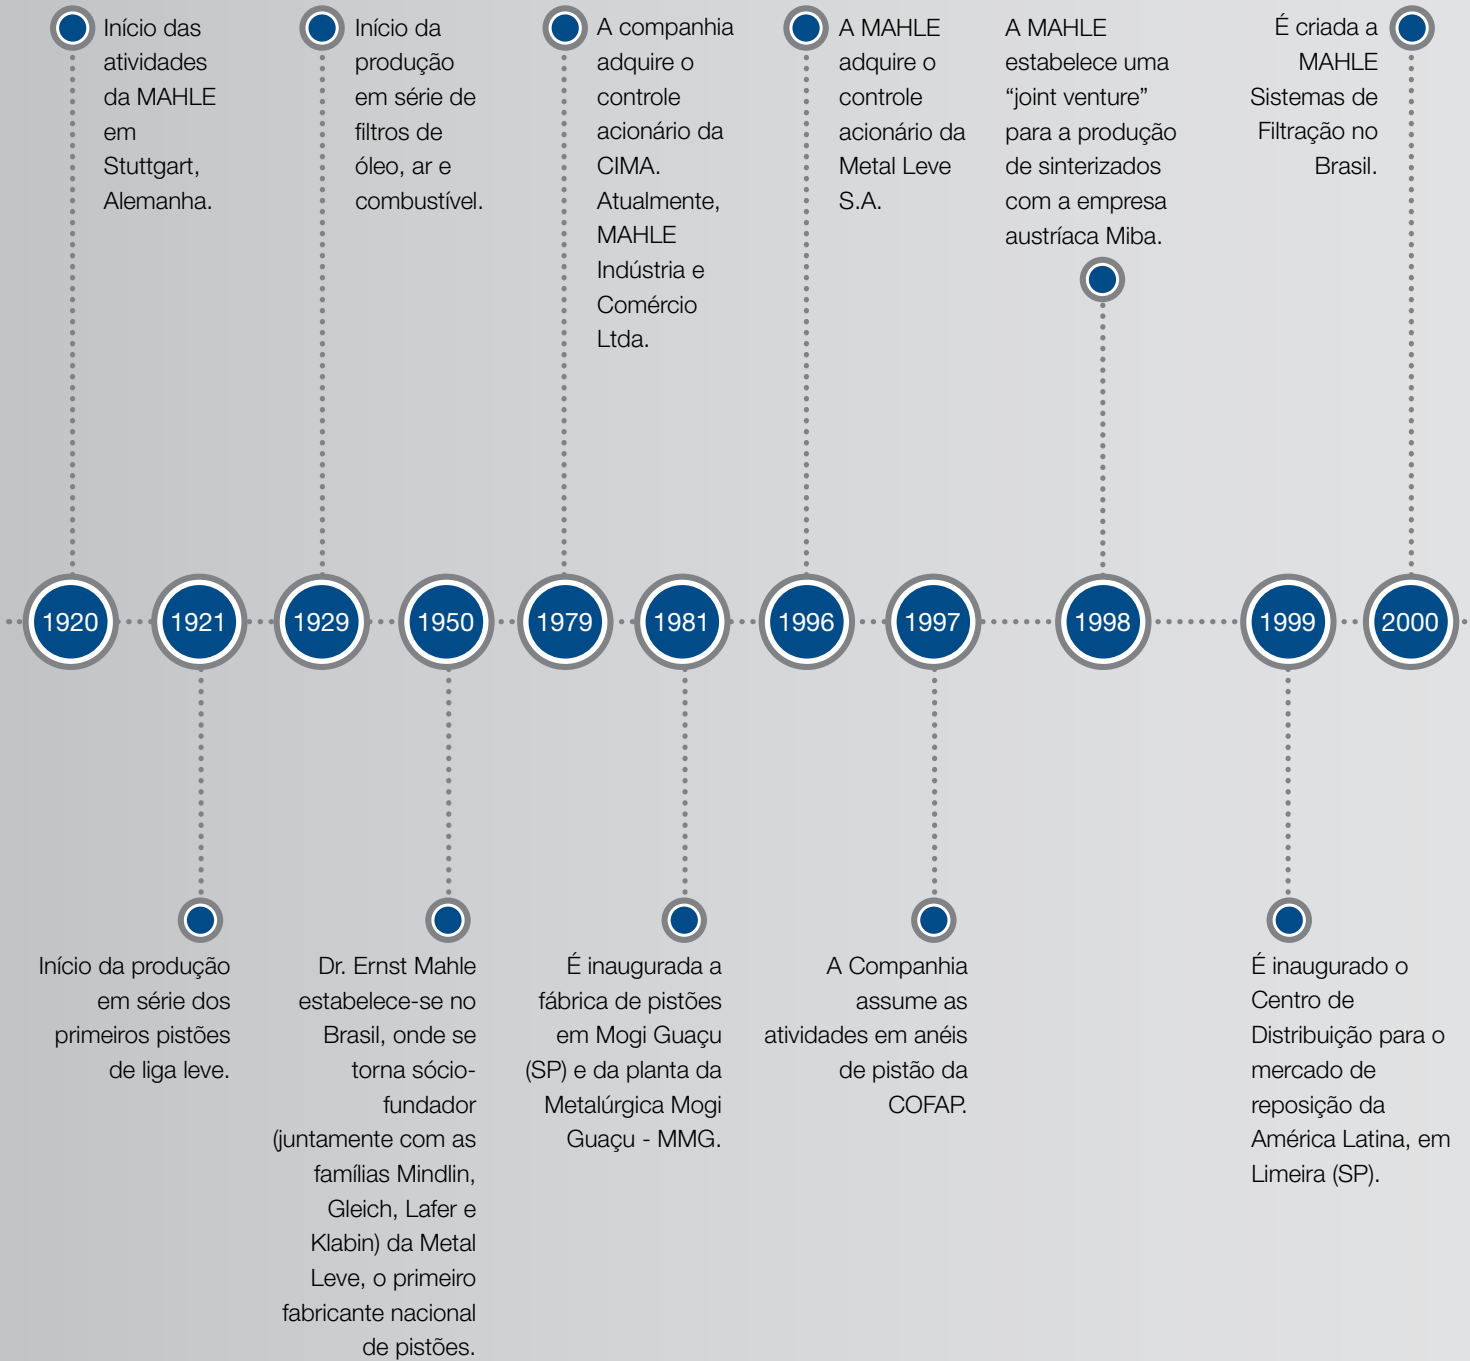 Início das
atividades
da MAHLE
em
Stuttgart,
Alemanha.
Início da
produção
em série de
filtros de
óleo, ar e
combustível.
A companhia
adquire o
controle
acionário da
CIMA.
Atualmente,
MAHLE
Indústria e
Comércio
Ltda.
A MAHLE
adquire o
controle
acionário da
Metal Leve
S.A.
A MAHLE
estabelece uma
“joint venture”
para a produção
de sinterizados
com a empresa
austríaca Miba.
É criada a
MAHLE
Sistemas de
Filtração no
Brasil.
1920
1921
1929
1950
1979
1981
1996
1997
1998
1999
2000
Início da produção
em série dos
primeiros pistões
de liga leve.
Dr. Ernst Mahle
estabelece-se no
Brasil, onde se
torna sócio-
fundador
(juntamente com as
famílias Mindlin,
Gleich, Lafer e
Klabin) da Metal
Leve, o primeiro
fabricante nacional
de pistões.
É inaugurada a
fábrica de pistões
em Mogi Guaçu
(SP) e da planta da
Metalúrgica Mogi
Guaçu - MMG.
A Companhia
assume as
atividades em anéis
de pistão da
COFAP.
É inaugurado o
Centro de
Distribuição para o
mercado de
reposição da
América Latina, em
Limeira (SP).